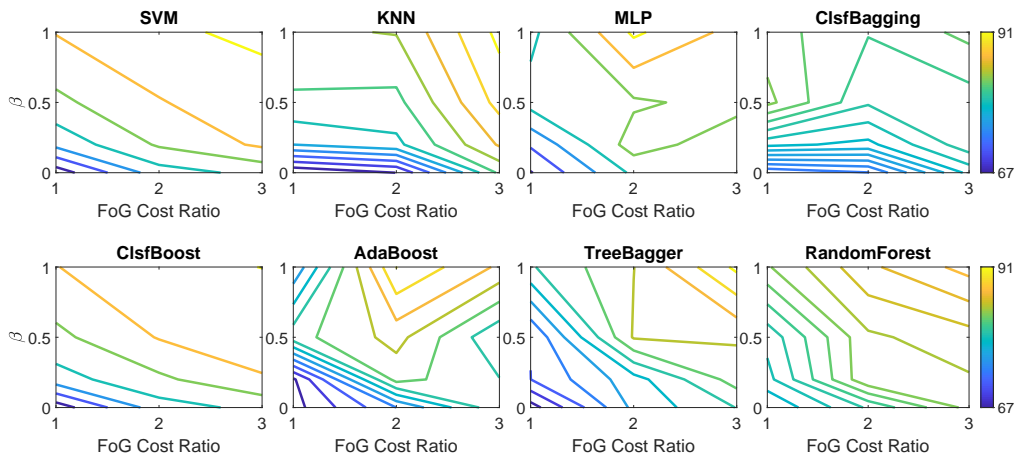 SVM KNN MLP ClsfBagging
1 1 1 1 91
β 0.5 0.5 0.5 0.5
0 0 0 0 67
1 2 3 1 2 3 1 2 3 1 2 3
FoG Cost Ratio FoG Cost Ratio FoG Cost Ratio FoG Cost Ratio
ClsfBoost AdaBoost TreeBagger RandomForest
1 1 1 1 91
β 0.5 0.5 0.5 0.5
0 0 0 0 67
1 2 3 1 2 3 1 2 3 1 2 3
FoG Cost Ratio FoG Cost Ratio FoG Cost Ratio FoG Cost Ratio